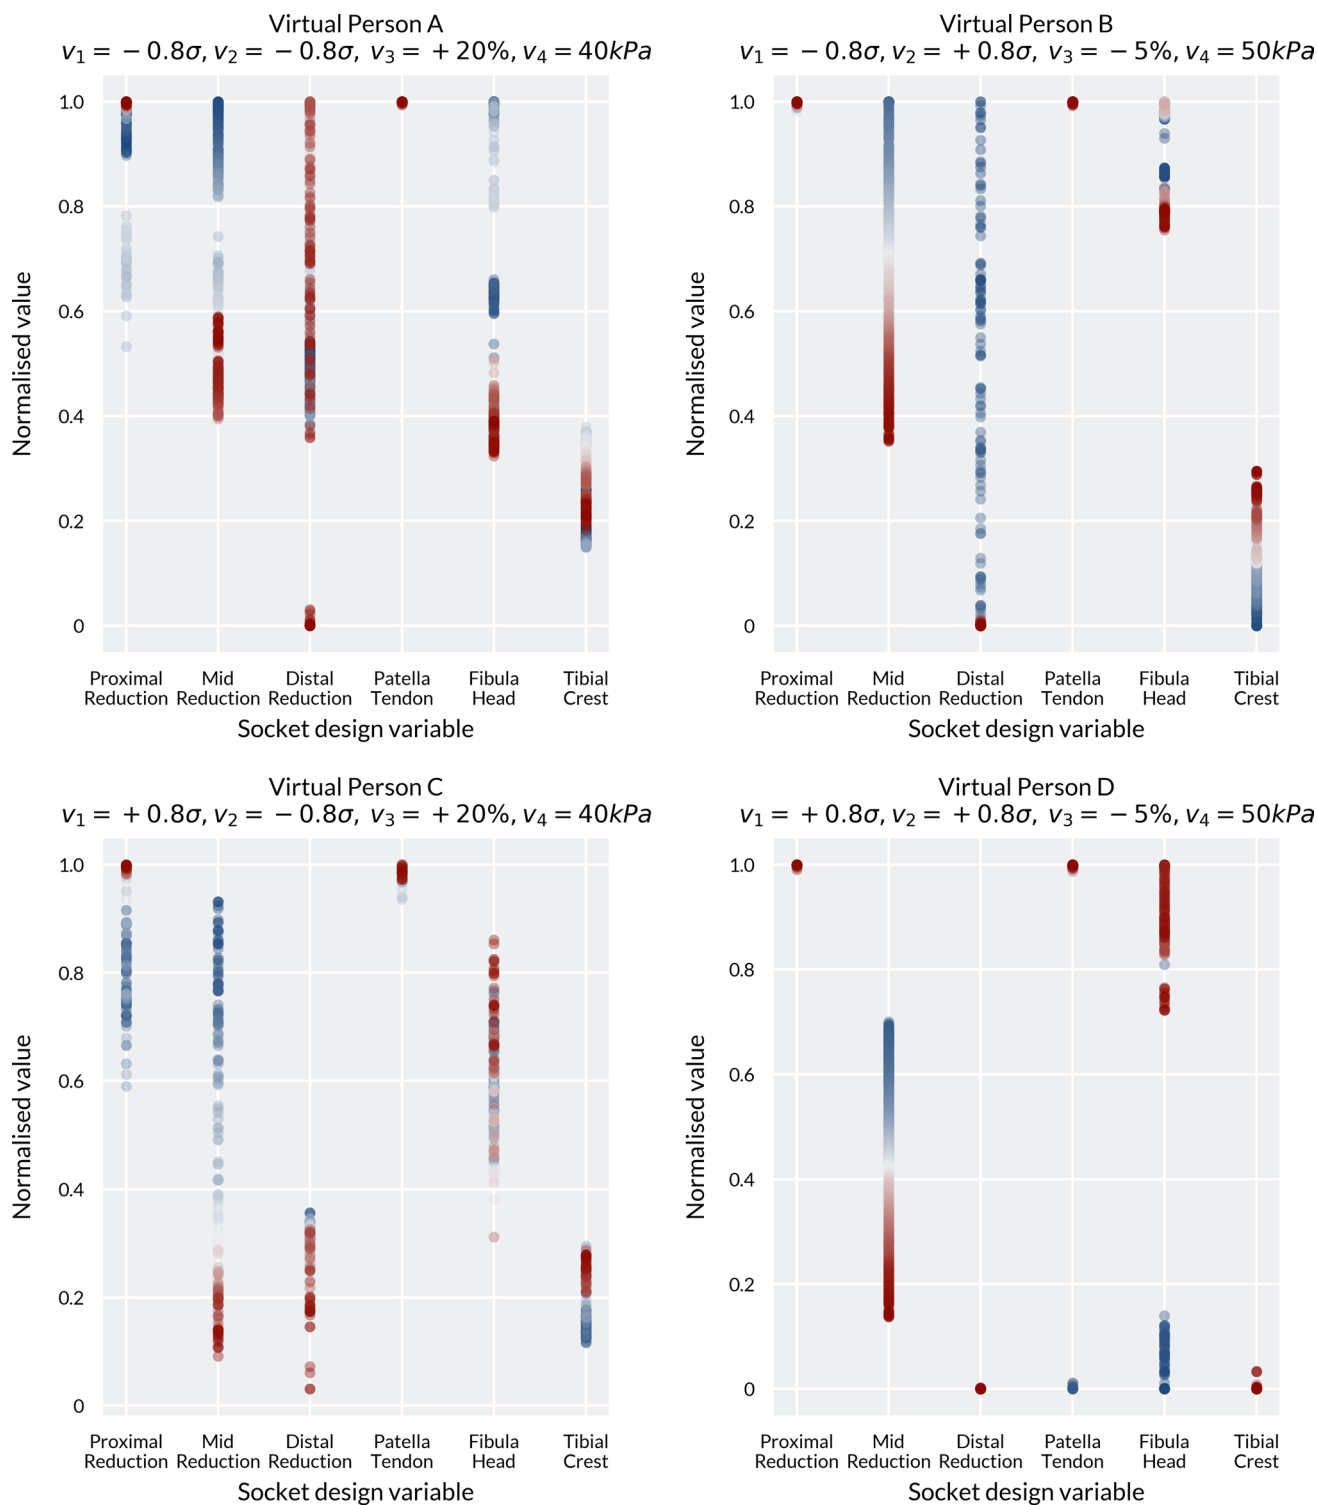 Virtual Person A
v₁ = − 0.8σ, v₂ = − 0.8σ, v₃ = + 20%, v₄ = 40kPa
1.0
0.8
0.6
0.4
0.2
0
Normalised value
Proximal Reduction
Mid Reduction
Distal Reduction
Patella Tendon
Fibula Head
Tibial Crest
Socket design variable
Virtual Person B
v₁ = − 0.8σ, v₂ = + 0.8σ, v₃ = − 5%, v₄ = 50kPa
1.0
0.8
0.6
0.4
0.2
0
Normalised value
Proximal Reduction
Mid Reduction
Distal Reduction
Patella Tendon
Fibula Head
Tibial Crest
Socket design variable
Virtual Person C
v₁ = + 0.8σ, v₂ = − 0.8σ, v₃ = + 20%, v₄ = 40kPa
1.0
0.8
0.6
0.4
0.2
0
Normalised value
Proximal Reduction
Mid Reduction
Distal Reduction
Patella Tendon
Fibula Head
Tibial Crest
Socket design variable
Virtual Person D
v₁ = + 0.8σ, v₂ = + 0.8σ, v₃ = − 5%, v₄ = 50kPa
1.0
0.8
0.6
0.4
0.2
0
Normalised value
Proximal Reduction
Mid Reduction
Distal Reduction
Patella Tendon
Fibula Head
Tibial Crest
Socket design variable